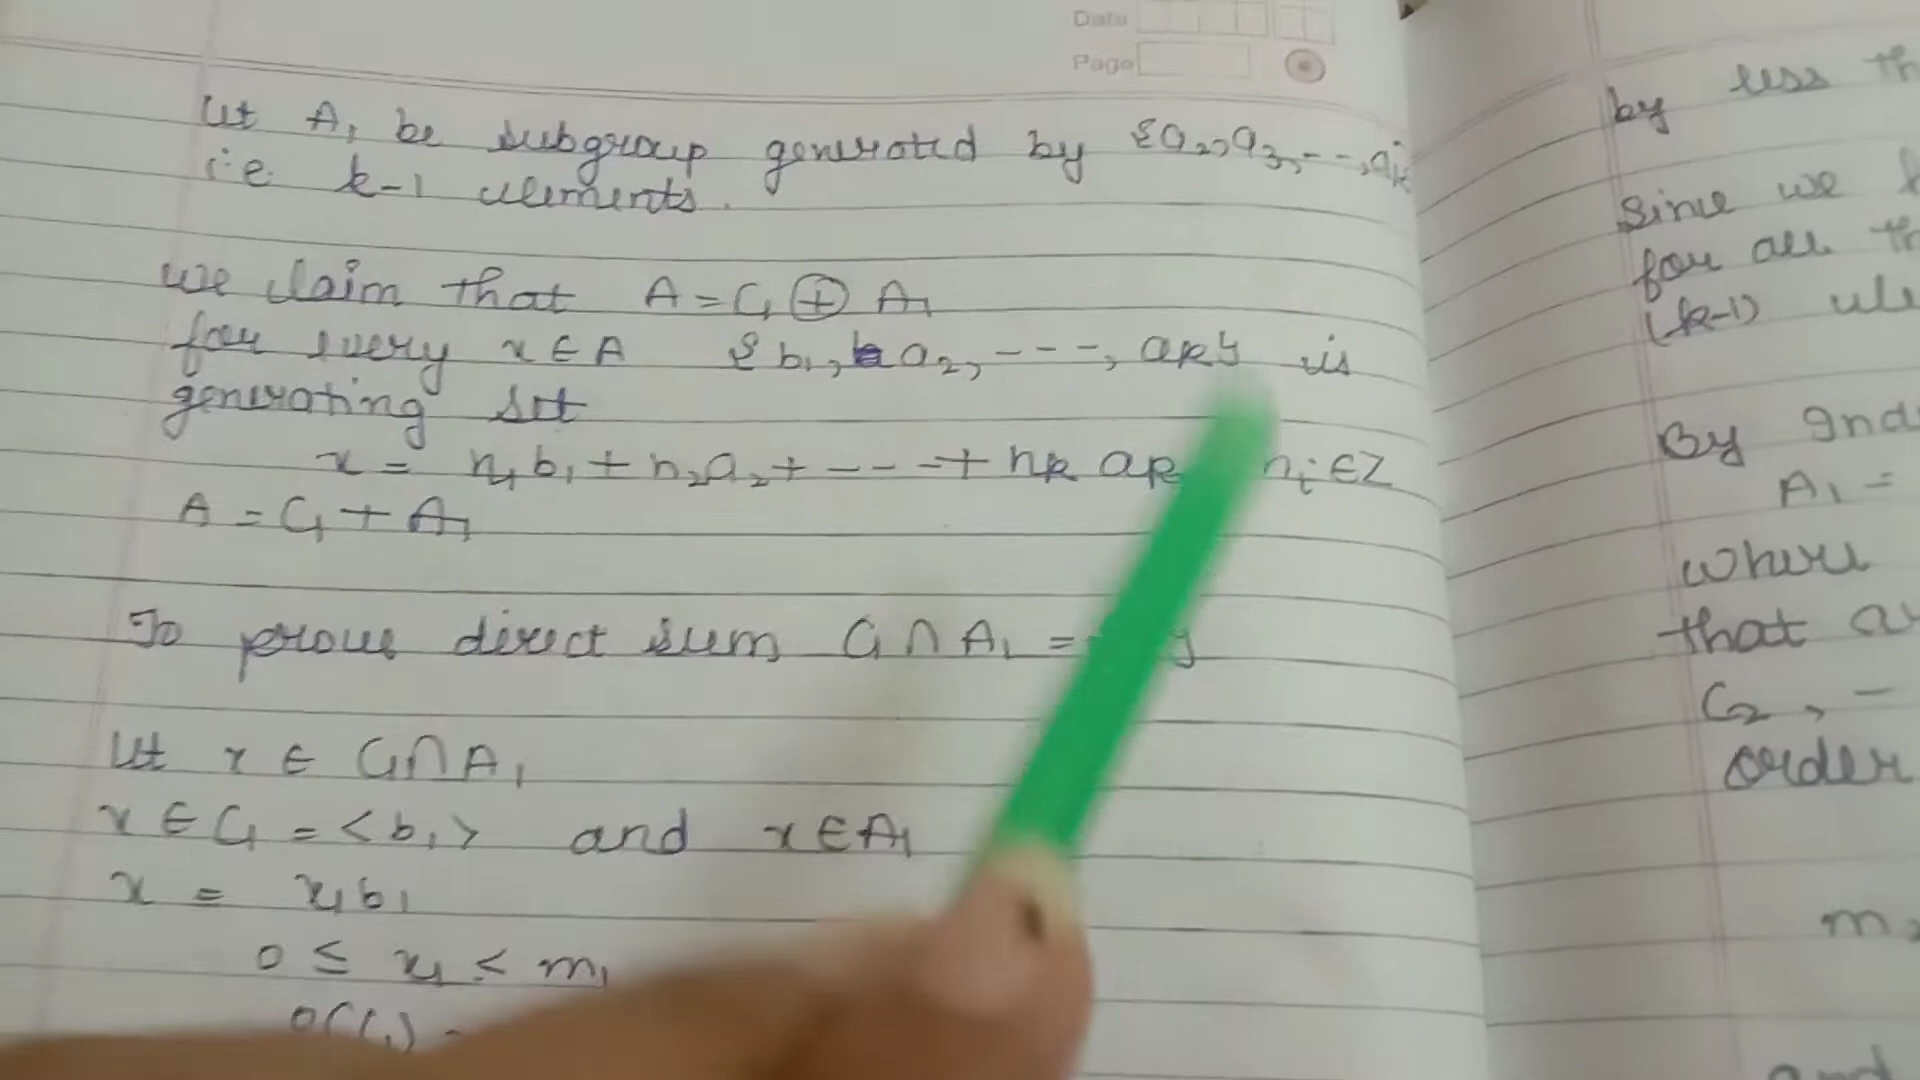 Data
Page
Let A₁ be subgroup generated by {a₂, a₃, - -, aₖ
i.e. k-1 elements.
We claim that A = C₁ ⊕ A₁
for every x ∈ A {b₁, a₂, - - -, aₖ} is
generating set
x = n₁b₁ + n₂a₂ + - - - + nₖ aₖ nᵢ ∈ Z
A = C₁ + A₁
To prove direct sum C₁ ∩ A₁ =
Let x ∈ C₁ ∩ A₁
x ∈ C₁ = <b₁> and x ∈ A₁
x = x₁b₁
0 ≤ x₁ < m₁
O(C₁)
by less
Since we
for all
(k-1)
By
A₁ =
where
that
C₂, -
order
and